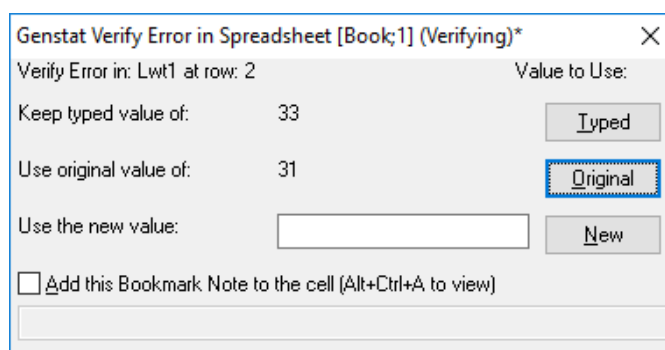 Genstat Verify Error in Spreadsheet [Book;1] (Verifying)*
Verify Error in: Lwt1 at row: 2 Value to Use:
Keep typed value of: 33 Typed
Use original value of: 31 Original
Use the new value: New
Add this Bookmark Note to the cell (Alt+Ctrl+A to view)